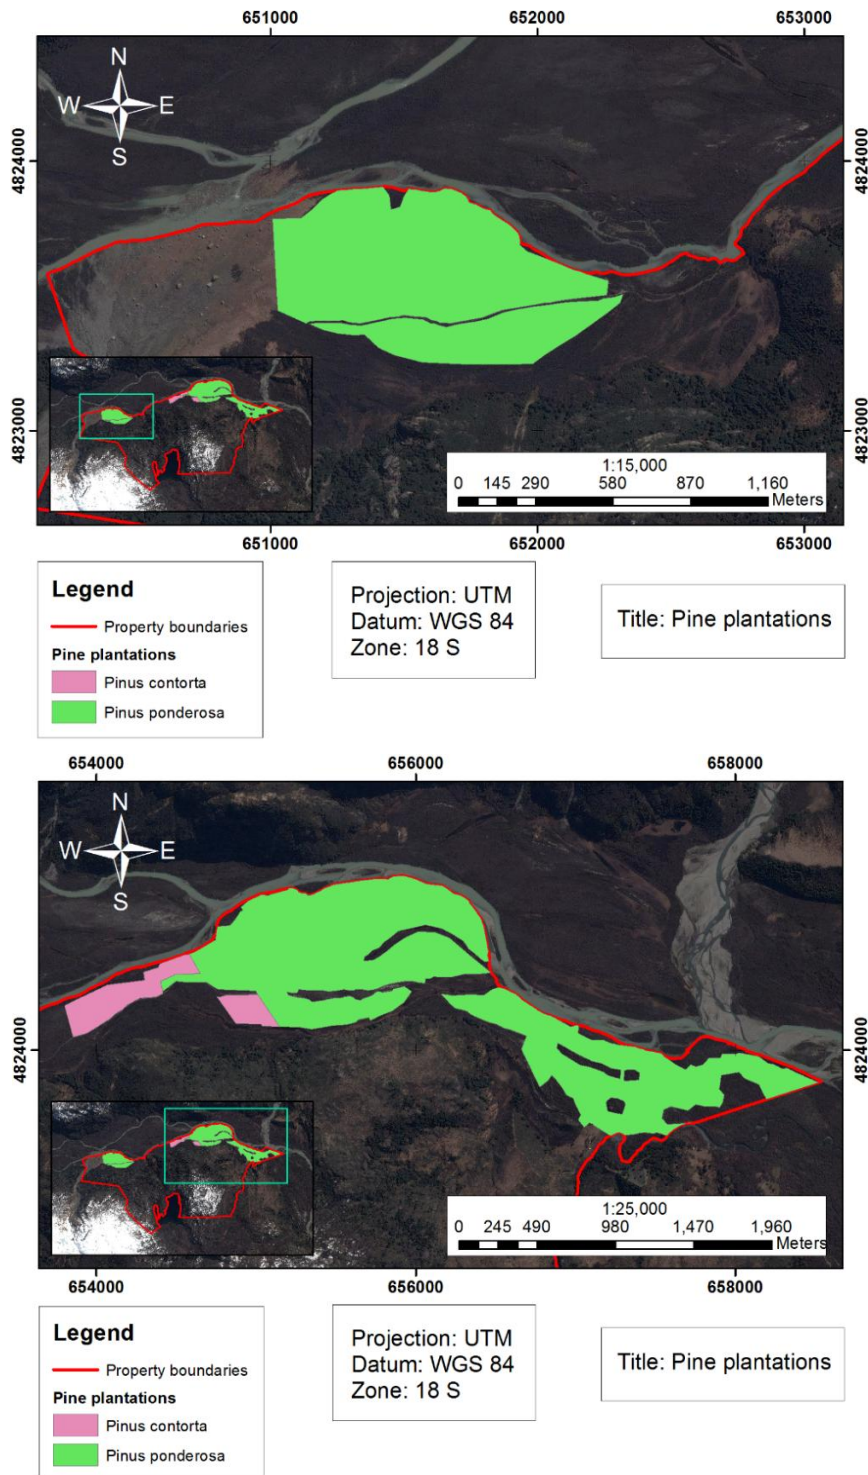 651000 652000 653000
N
W E
S
4824000 4824000
4823000 4823000
1:15,000
0 145 290 580 870 1,160
Meters
651000 652000 653000
Legend
Property boundaries
Pine plantations
Pinus contorta
Pinus ponderosa
Projection: UTM
Datum: WGS 84
Zone: 18 S
Title: Pine plantations
654000 656000 658000
N
W E
S
4824000 4824000
1:25,000
0 245 490 980 1,470 1,960
Meters
654000 656000 658000
Legend
Property boundaries
Pine plantations
Pinus contorta
Pinus ponderosa
Projection: UTM
Datum: WGS 84
Zone: 18 S
Title: Pine plantations